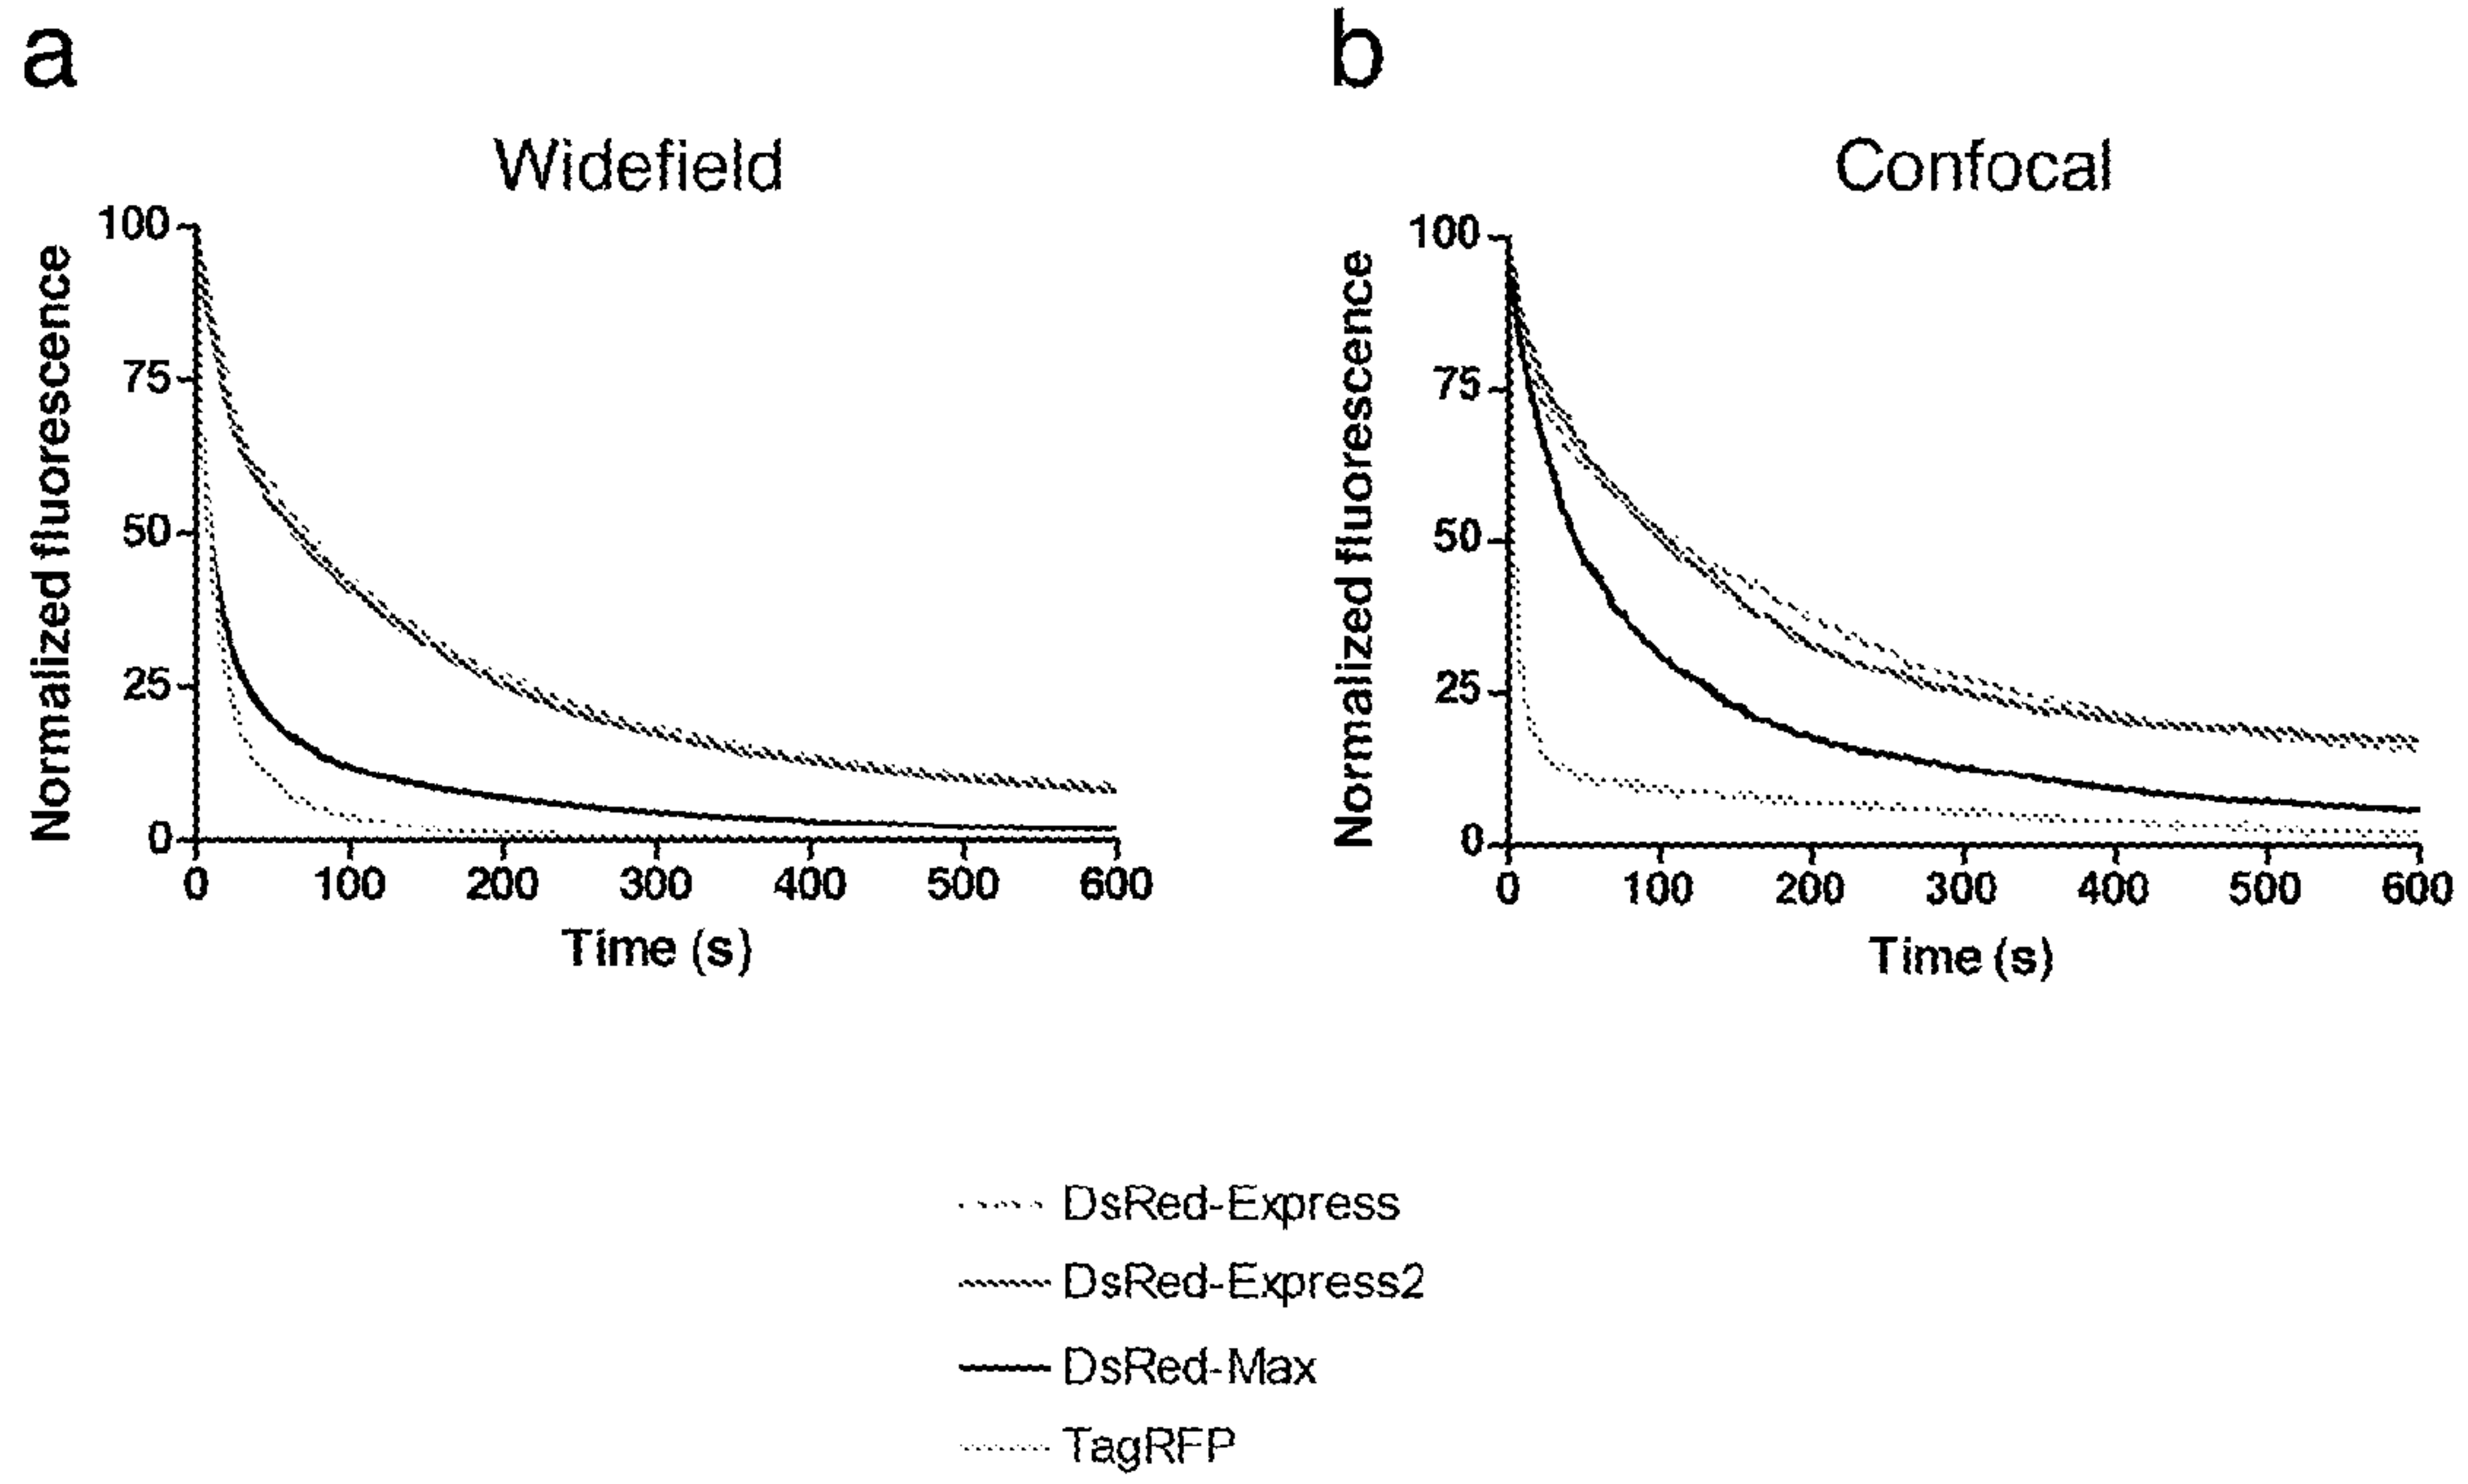 a
Widefield
Normalized fluorescence
100
75
50
25
0
0 100 200 300 400 500 600
Time (s)
b
Confocal
Normalized fluorescence
100
75
50
25
0
0 100 200 300 400 500 600
Time (s)
DsRed-Express
DsRed-Express2
DsRed-Max
TagRFP